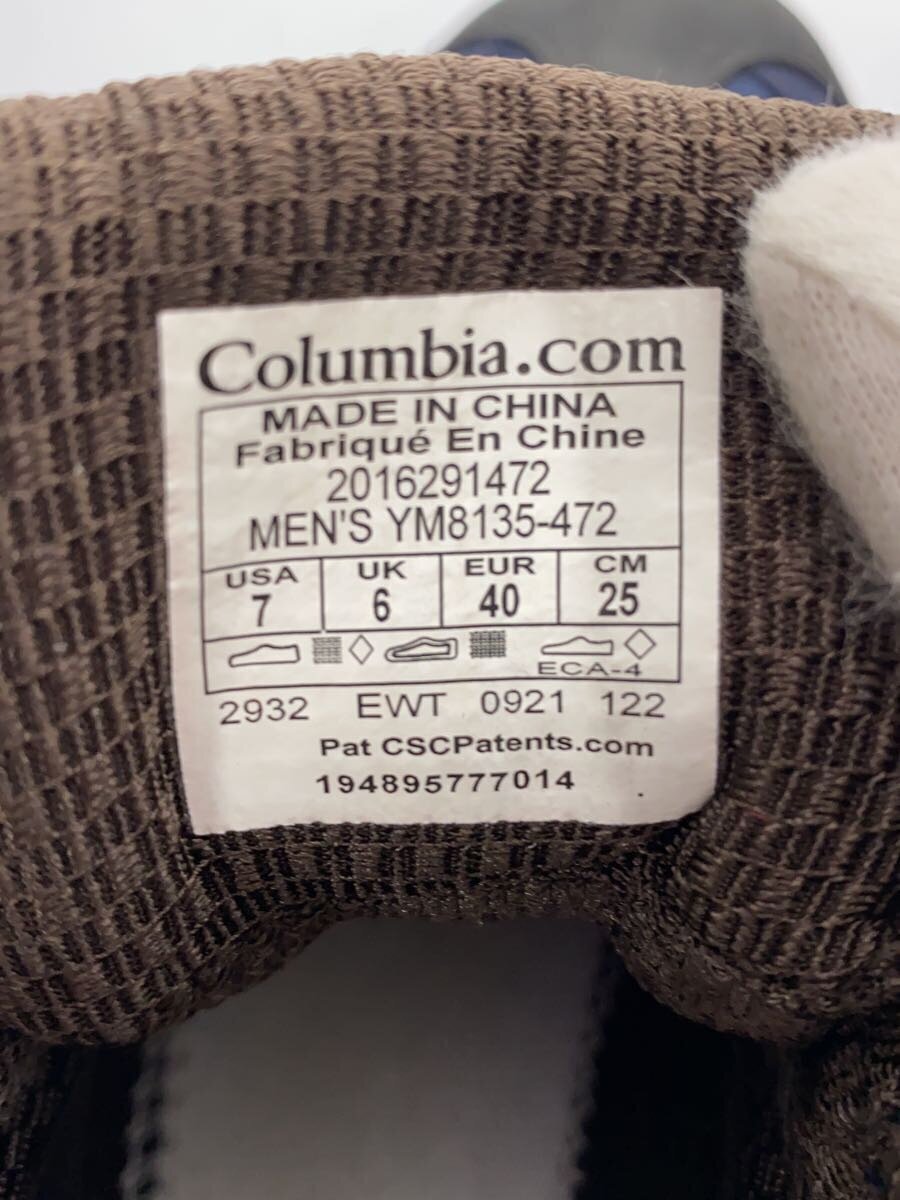 Columbia.com
MADE IN CHINA
Fabriqué En Chine
2016291472
MEN'S YM8135-472
USA UK EUR CM
7 6 40 25
ECA-4
2932 EWT 0921 122
Pat CSCPatents.com
194895777014